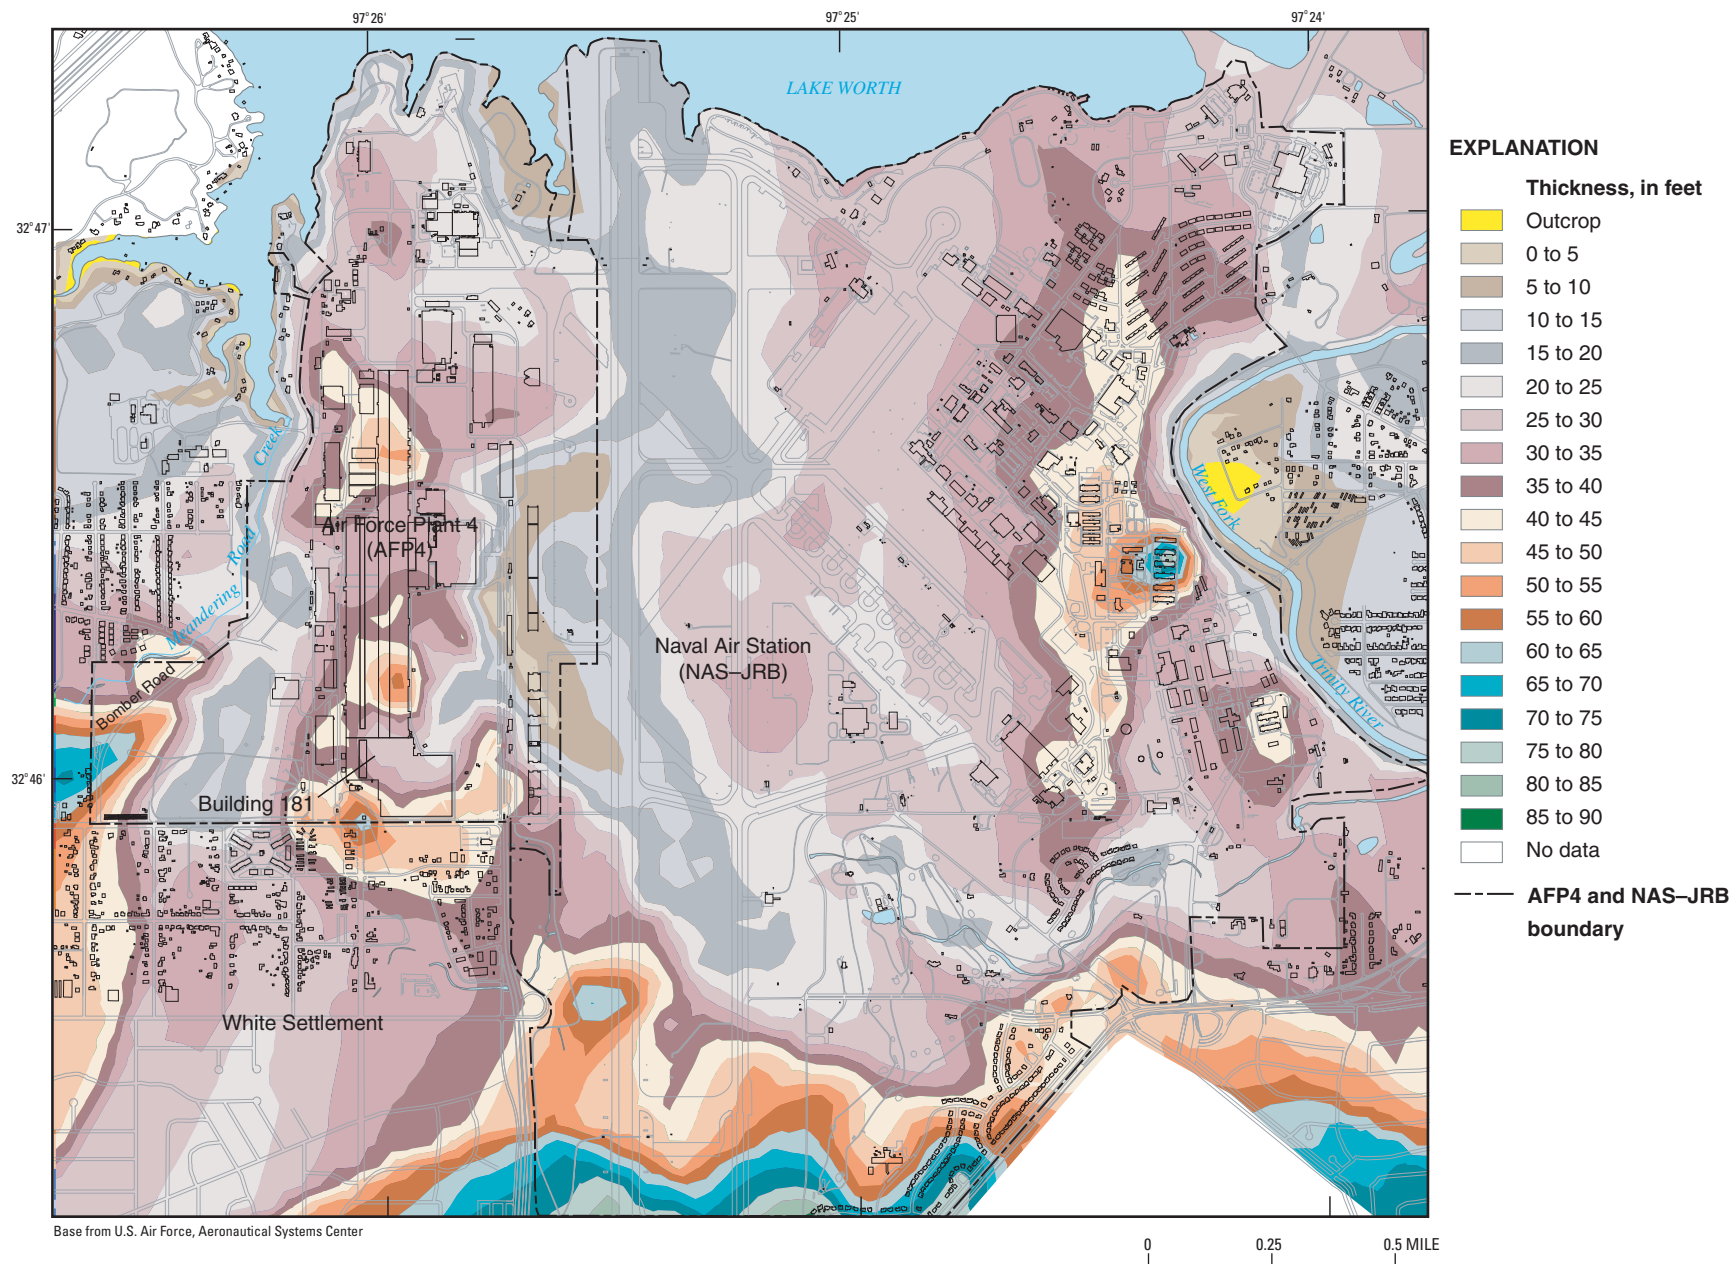 97°26'
97°25'
97°24'
LAKE WORTH
32°47'
32°46'
Creek
Road
Meandering
Bomber Road
Air Force Plant 4
(AFP4)
Building 181
White Settlement
Naval Air Station
(NAS–JRB)
West Fork
Trinity River
EXPLANATION
Thickness, in feet
Outcrop
0 to 5
5 to 10
10 to 15
15 to 20
20 to 25
25 to 30
30 to 35
35 to 40
40 to 45
45 to 50
50 to 55
55 to 60
60 to 65
65 to 70
70 to 75
75 to 80
80 to 85
85 to 90
No data
AFP4 and NAS–JRB
boundary
Base from U.S. Air Force, Aeronautical Systems Center
0 0.25 0.5 MILE